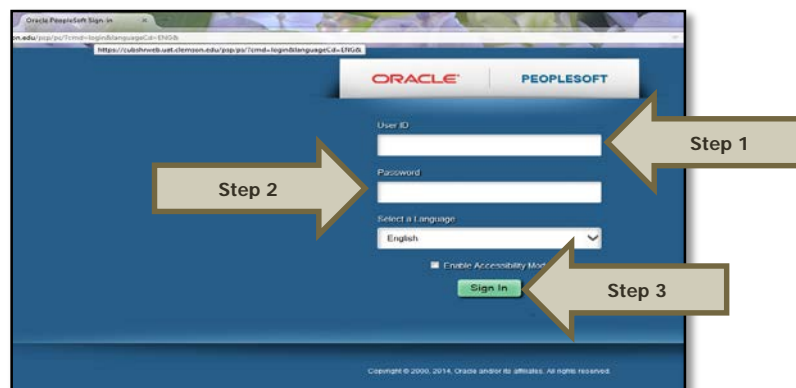 Oracle PeopleSoft Sign-in ×
on.edu/psp/ps/?cmd=login&languageCd=ENG&
https://cubshrweb.uat.clemson.edu/psp/ps/?cmd=login&languageCd=ENG&
ORACLE PEOPLESOFT
User ID
Step 1
Password
Step 2
Select a Language
English
Enable Accessibility Mod
Sign In
Step 3
Copyright © 2000, 2014, Oracle and/or its affiliates. All rights reserved.